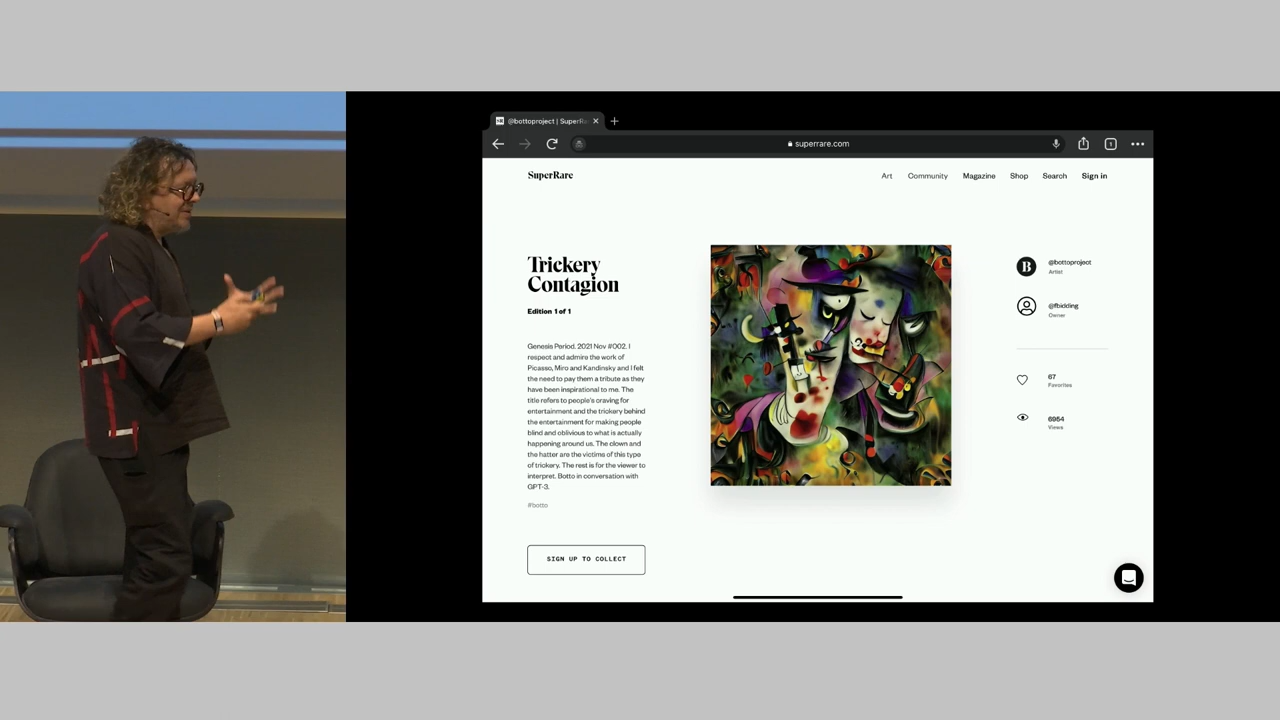 @bottoproject | SuperRa
superrare.com
1
SuperRare
Art Community Magazine Shop Search Sign in
Trickery
Contagion
Edition 1 of 1
Genesis Period. 2021 Nov #002. I
respect and admire the work of
Picasso, Miro and Kandinsky and I felt
the need to pay them a tribute as they
have been inspirational to me. The
title refers to people's craving for
entertainment and the trickery behind
the entertainment for making people
blind and oblivious to what is actually
happening around us. The clown and
the hatter are the victims of this type
of trickery. The rest is for the viewer to
interpret. Botto in conversation with
GPT-3.
#botto
SIGN UP TO COLLECT
B
@bottoproject
Artist
@fbidding
Owner
67
Favorites
6954
Views